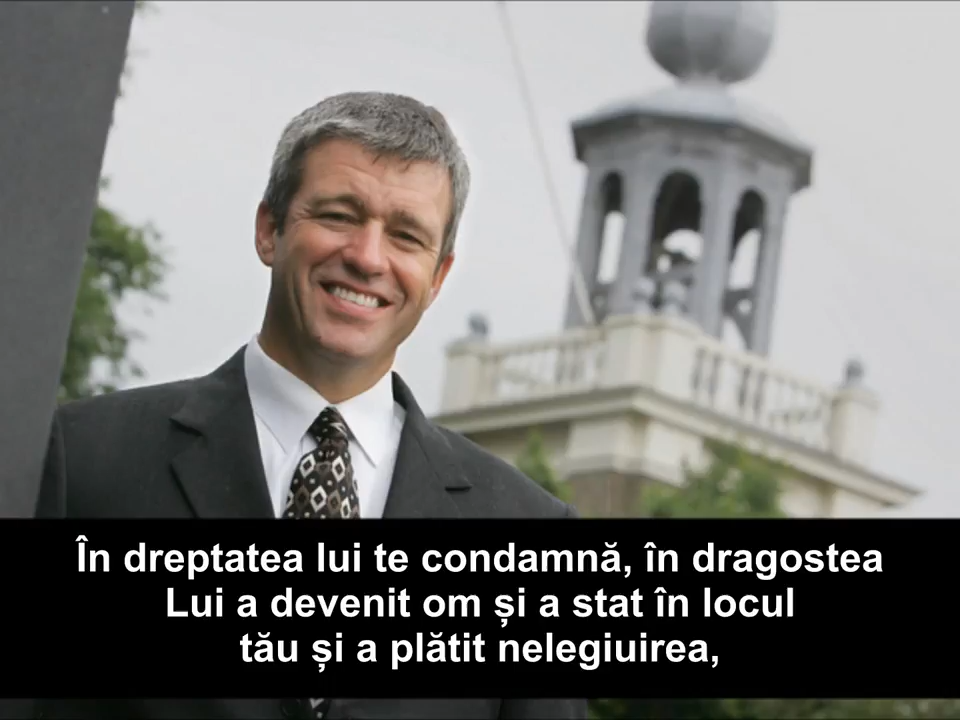 În dreptatea lui te condamnă, în dragostea
Lui a devenit om și a stat în locul
tău și a plătit nelegiuirea,